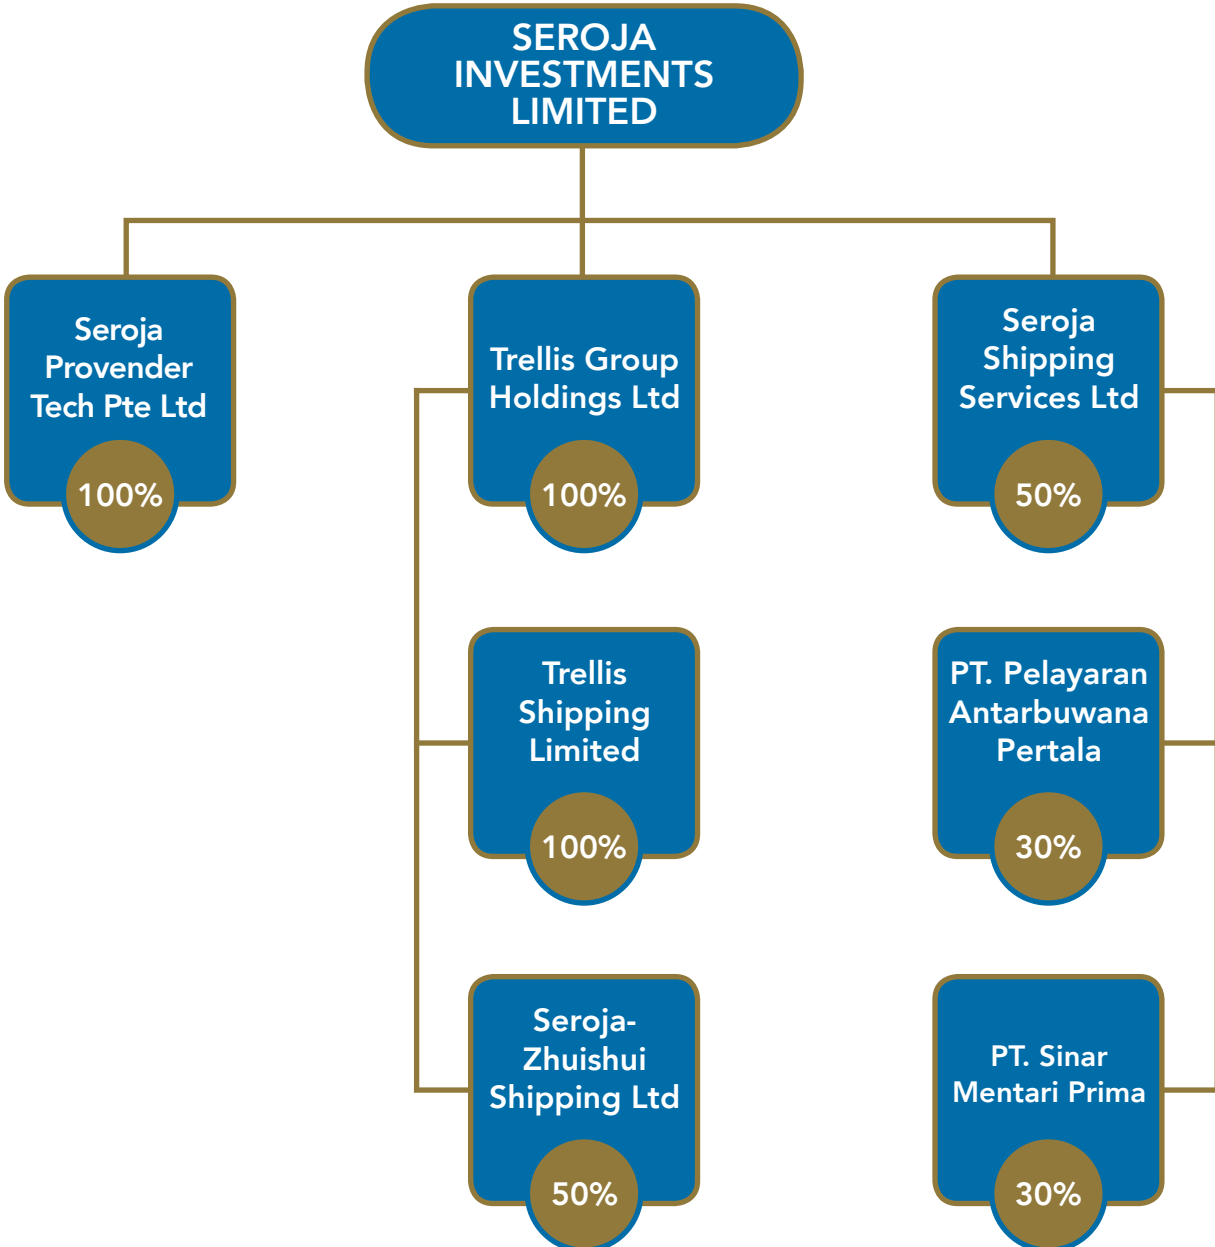 SEROJA
INVESTMENTS
LIMITED
Seroja
Provender
Tech Pte Ltd
100%
Trellis Group
Holdings Ltd
100%
Seroja
Shipping
Services Ltd
50%
Trellis
Shipping
Limited
100%
PT. Pelayaran
Antarbuwana
Pertala
30%
Seroja-
Zhuishui
Shipping Ltd
50%
PT. Sinar
Mentari Prima
30%